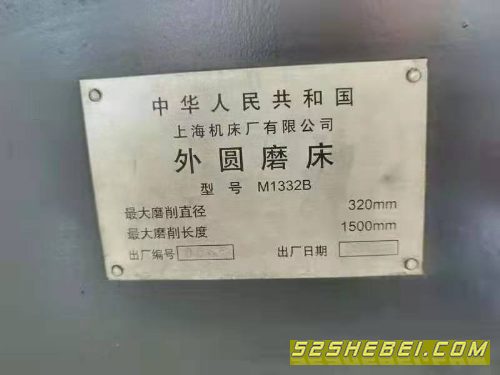 中华人民共和国
上海机床厂有限公司
外圆磨床
型号 M1332B
最大磨削直径 320mm
最大磨削长度 1500mm
出厂编号 出厂日期
52SHEBEI.COM